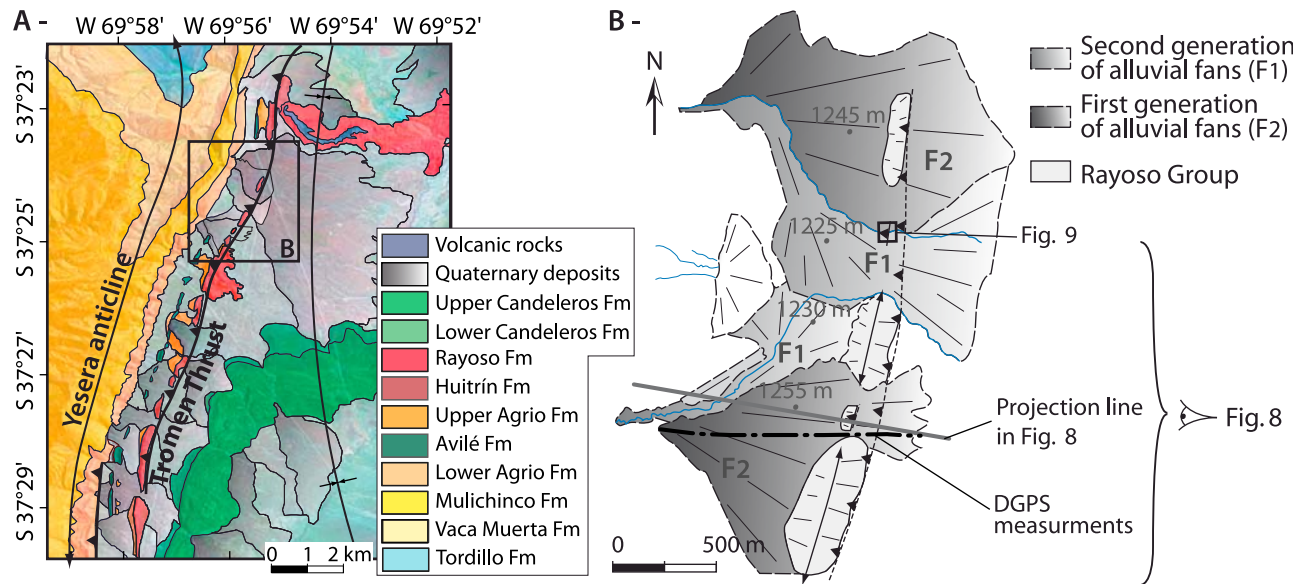 A -
W 69°58' W 69°56' W 69°54' W 69°52'
S 37°23'
S 37°25'
S 37°27'
S 37°29'
Yesera anticline
Tromen Thrust
B
0 1 2 km
Volcanic rocks
Quaternary deposits
Upper Candeleros Fm
Lower Candeleros Fm
Rayoso Fm
Huitrín Fm
Upper Agrio Fm
Avilé Fm
Lower Agrio Fm
Mulichinco Fm
Vaca Muerta Fm
Tordillo Fm
B -
N
1245 m
F2
1225 m
F1
1230 m
F1
1255 m
F2
0 500 m
Second generation
of alluvial fans (F1)
First generation
of alluvial fans (F2)
Rayoso Group
Fig. 9
Projection line
in Fig. 8
DGPS
measurments
Fig. 8